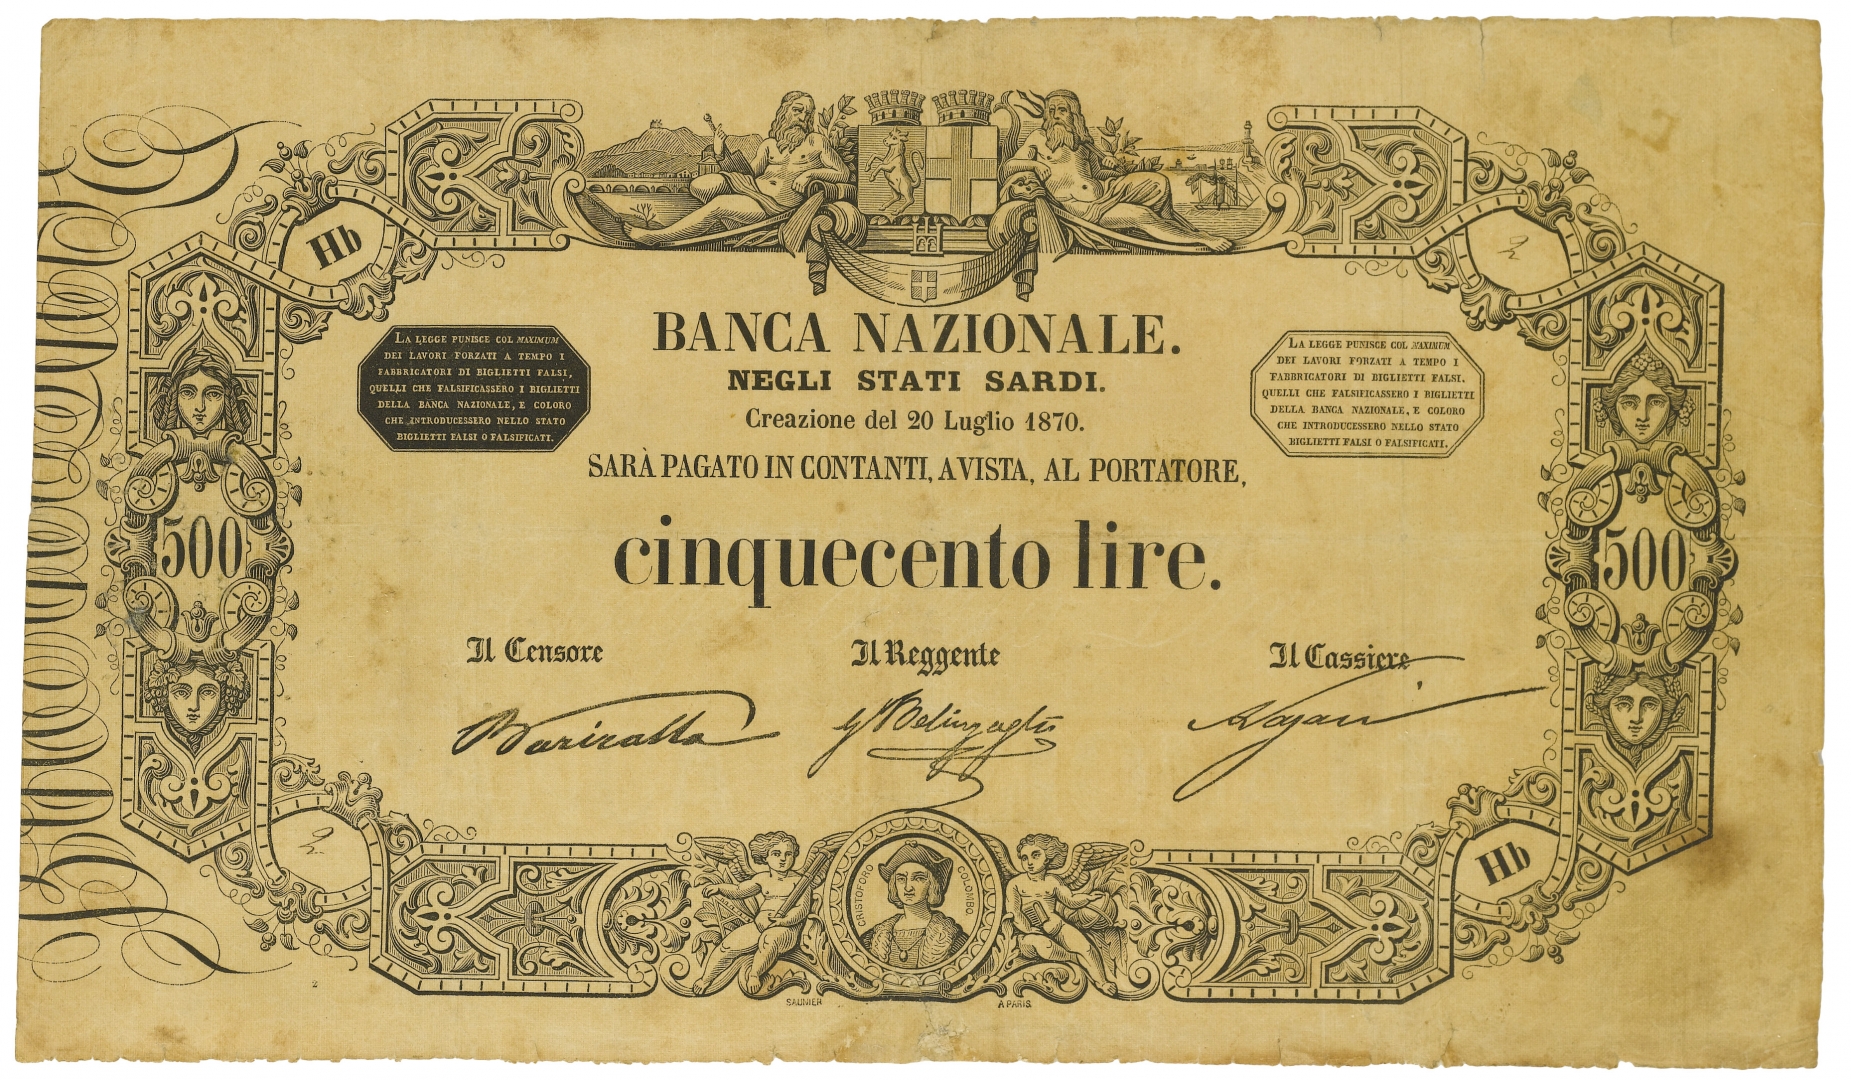 Hb
BANCA NAZIONALE.
NEGLI STATI SARDI.
Creazione del 20 Luglio 1870.
SARÀ PAGATO IN CONTANTI, A VISTA, AL PORTATORE,
cinquecento lire.
LA LEGGE PUNISCE COL MAXIMUM
DEI LAVORI FORZATI A TEMPO I
FABBRICATORI DI BIGLIETTI FALSI,
QUELLI CHE FALSIFICASSERO I BIGLIETTI
DELLA BANCA NAZIONALE, E COLORO
CHE INTRODUCESSERO NELLO STATO
BIGLIETTI FALSI O FALSIFICATI.
LA LEGGE PUNISCE COL MAXIMUM
DEI LAVORI FORZATI A TEMPO I
FABBRICATORI DI BIGLIETTI FALSI.
QUELLI CHE FALSIFICASSERO I BIGLIETTI
DELLA BANCA NAZIONALE, E COLORO
CHE INTRODUCESSERO NELLO STATO
BIGLIETTI FALSI O FALSIFICATI.
500
500
Il Censore
Il Reggente
Il Cassiere
Hb
CRISTOFORO COLOMBO.
SAUNIER A PARIS
2